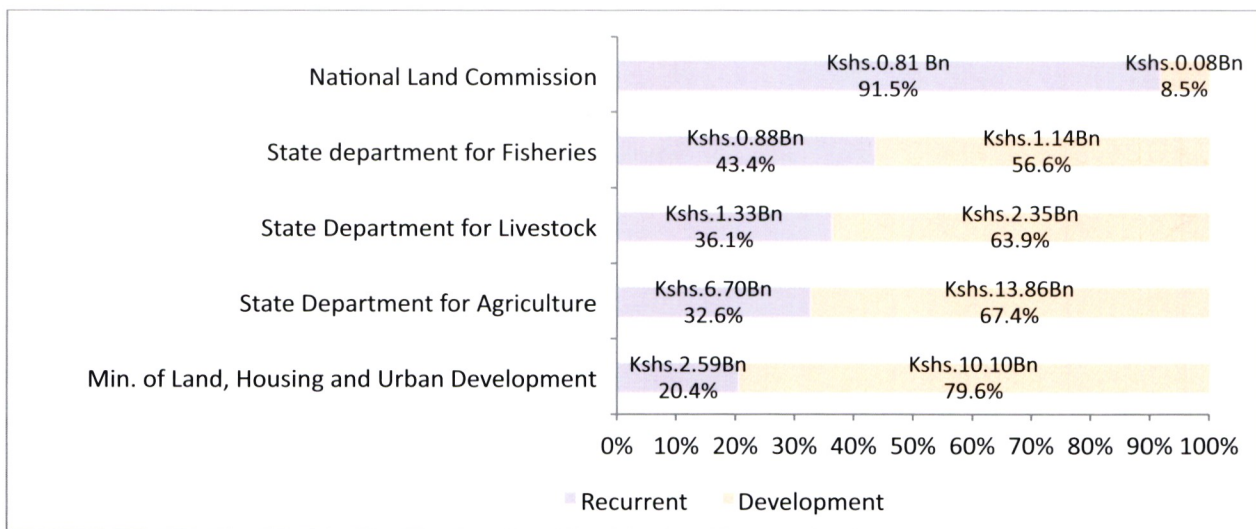 National Land Commission
Kshs.0.81 Bn
91.5%
Kshs.0.08Bn
8.5%
State department for Fisheries
Kshs.0.88Bn
43.4%
Kshs.1.14Bn
56.6%
State Department for Livestock
Kshs.1.33Bn
36.1%
Kshs.2.35Bn
63.9%
State Department for Agriculture
Kshs.6.70Bn
32.6%
Kshs.13.86Bn
67.4%
Min. of Land, Housing and Urban Development
Kshs.2.59Bn
20.4%
Kshs.10.10Bn
79.6%
0% 10% 20% 30% 40% 50% 60% 70% 80% 90% 100%
Recurrent Development